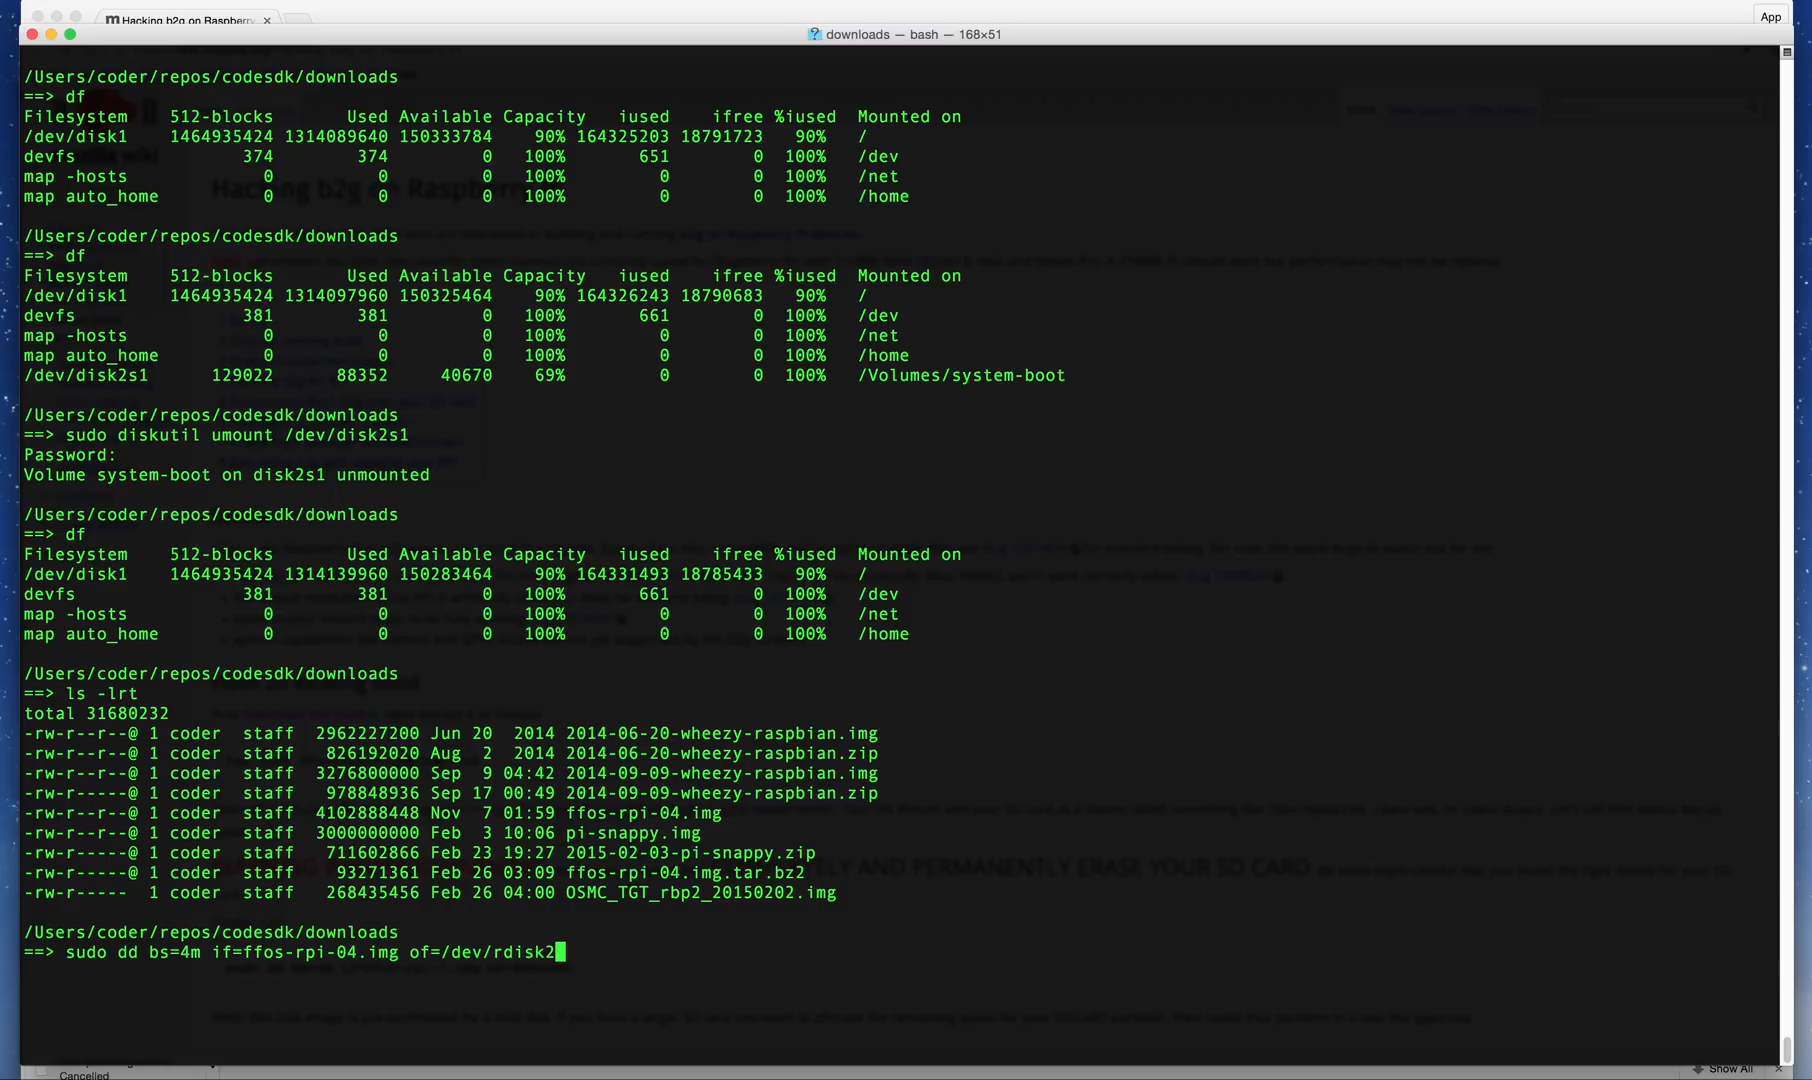 Hacking b2g on Raspberry
App
downloads — bash — 168×51
/Users/coder/repos/codesdk/downloads
==> df
Filesystem 512-blocks Used Available Capacity iused ifree %iused Mounted on
/dev/disk1 1464935424 1314089640 150333784 90% 164325203 18791723 90% /
devfs 374 374 0 100% 651 0 100% /dev
map -hosts 0 0 0 100% 0 0 100% /net
map auto_home 0 0 0 100% 0 0 100% /home
/Users/coder/repos/codesdk/downloads
==> df
Filesystem 512-blocks Used Available Capacity iused ifree %iused Mounted on
/dev/disk1 1464935424 1314097960 150325464 90% 164326243 18790683 90% /
devfs 381 381 0 100% 661 0 100% /dev
map -hosts 0 0 0 100% 0 0 100% /net
map auto_home 0 0 0 100% 0 0 100% /home
/dev/disk2s1 129022 88352 40670 69% 0 0 100% /Volumes/system-boot
/Users/coder/repos/codesdk/downloads
==> sudo diskutil umount /dev/disk2s1
Password:
Volume system-boot on disk2s1 unmounted
/Users/coder/repos/codesdk/downloads
==> df
Filesystem 512-blocks Used Available Capacity iused ifree %iused Mounted on
/dev/disk1 1464935424 1314139960 150283464 90% 164331493 18785433 90% /
devfs 381 381 0 100% 661 0 100% /dev
map -hosts 0 0 0 100% 0 0 100% /net
map auto_home 0 0 0 100% 0 0 100% /home
/Users/coder/repos/codesdk/downloads
==> ls -lrt
total 31680232
-rw-r--r--@ 1 coder staff 2962227200 Jun 20 2014 2014-06-20-wheezy-raspbian.img
-rw-r-----@ 1 coder staff 826192020 Aug 2 2014 2014-06-20-wheezy-raspbian.zip
-rw-r--r--@ 1 coder staff 3276800000 Sep 9 04:42 2014-09-09-wheezy-raspbian.img
-rw-r-----@ 1 coder staff 978848936 Sep 17 00:49 2014-09-09-wheezy-raspbian.zip
-rw-r--r--@ 1 coder staff 4102888448 Nov 7 01:59 ffos-rpi-04.img
-rw-r--r--@ 1 coder staff 3000000000 Feb 3 10:06 pi-snappy.img
-rw-r-----@ 1 coder staff 711602866 Feb 23 19:27 2015-02-03-pi-snappy.zip
-rw-r-----@ 1 coder staff 93271361 Feb 26 03:09 ffos-rpi-04.img.tar.bz2
-rw-r----- 1 coder staff 268435456 Feb 26 04:00 OSMC_TGT_rbp2_20150202.img
ELY AND PERMANENTLY ERASE YOUR SD CARD
/Users/coder/repos/codesdk/downloads
==> sudo dd bs=4m if=ffos-rpi-04.img of=/dev/rdisk2
Cancelled
Show All